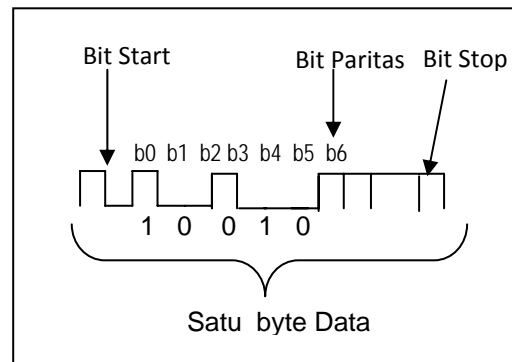 Bit Start Bit Paritas Bit Stop
b0 b1 b2 b3 b4 b5 b6
1 0 0 1 0
Satu byte Data